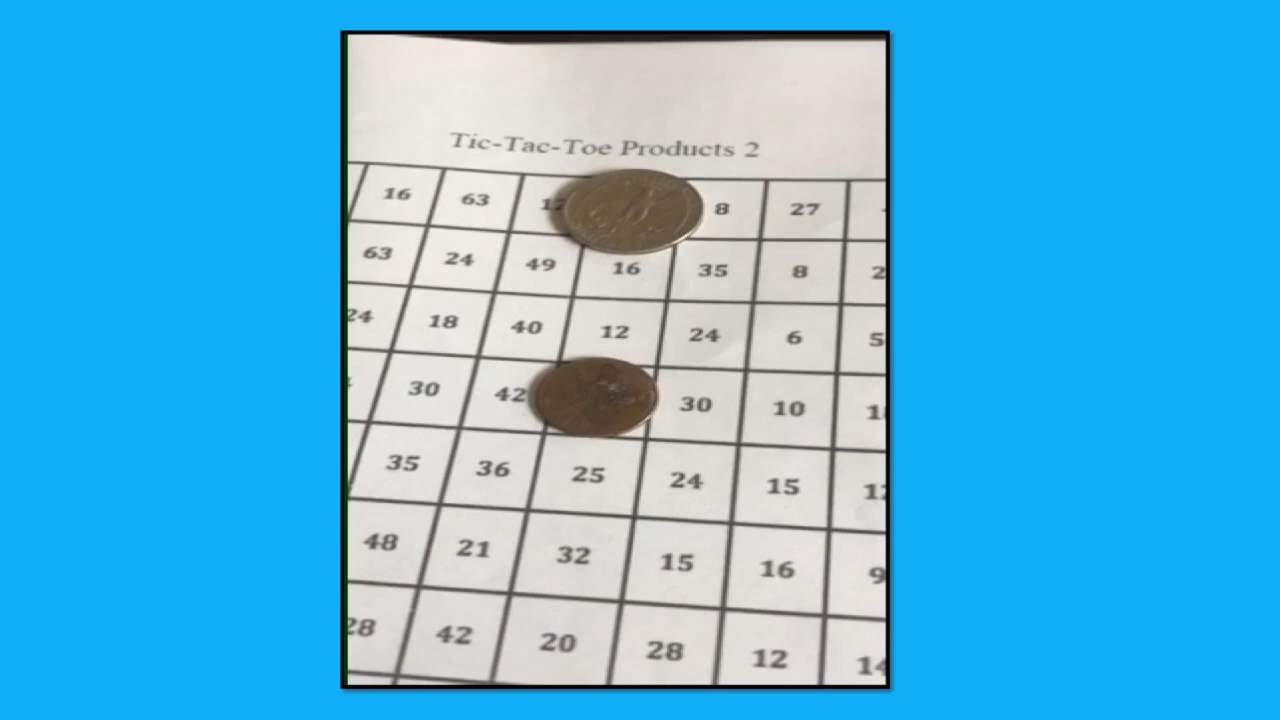 Tic-Tac-Toe Products 2
16 63 8 27
63 24 49 16 35 8
24 18 40 12 24 6
30 42 30 10
35 36 25 24 15
48 21 32 15 16
28 42 20 28 12